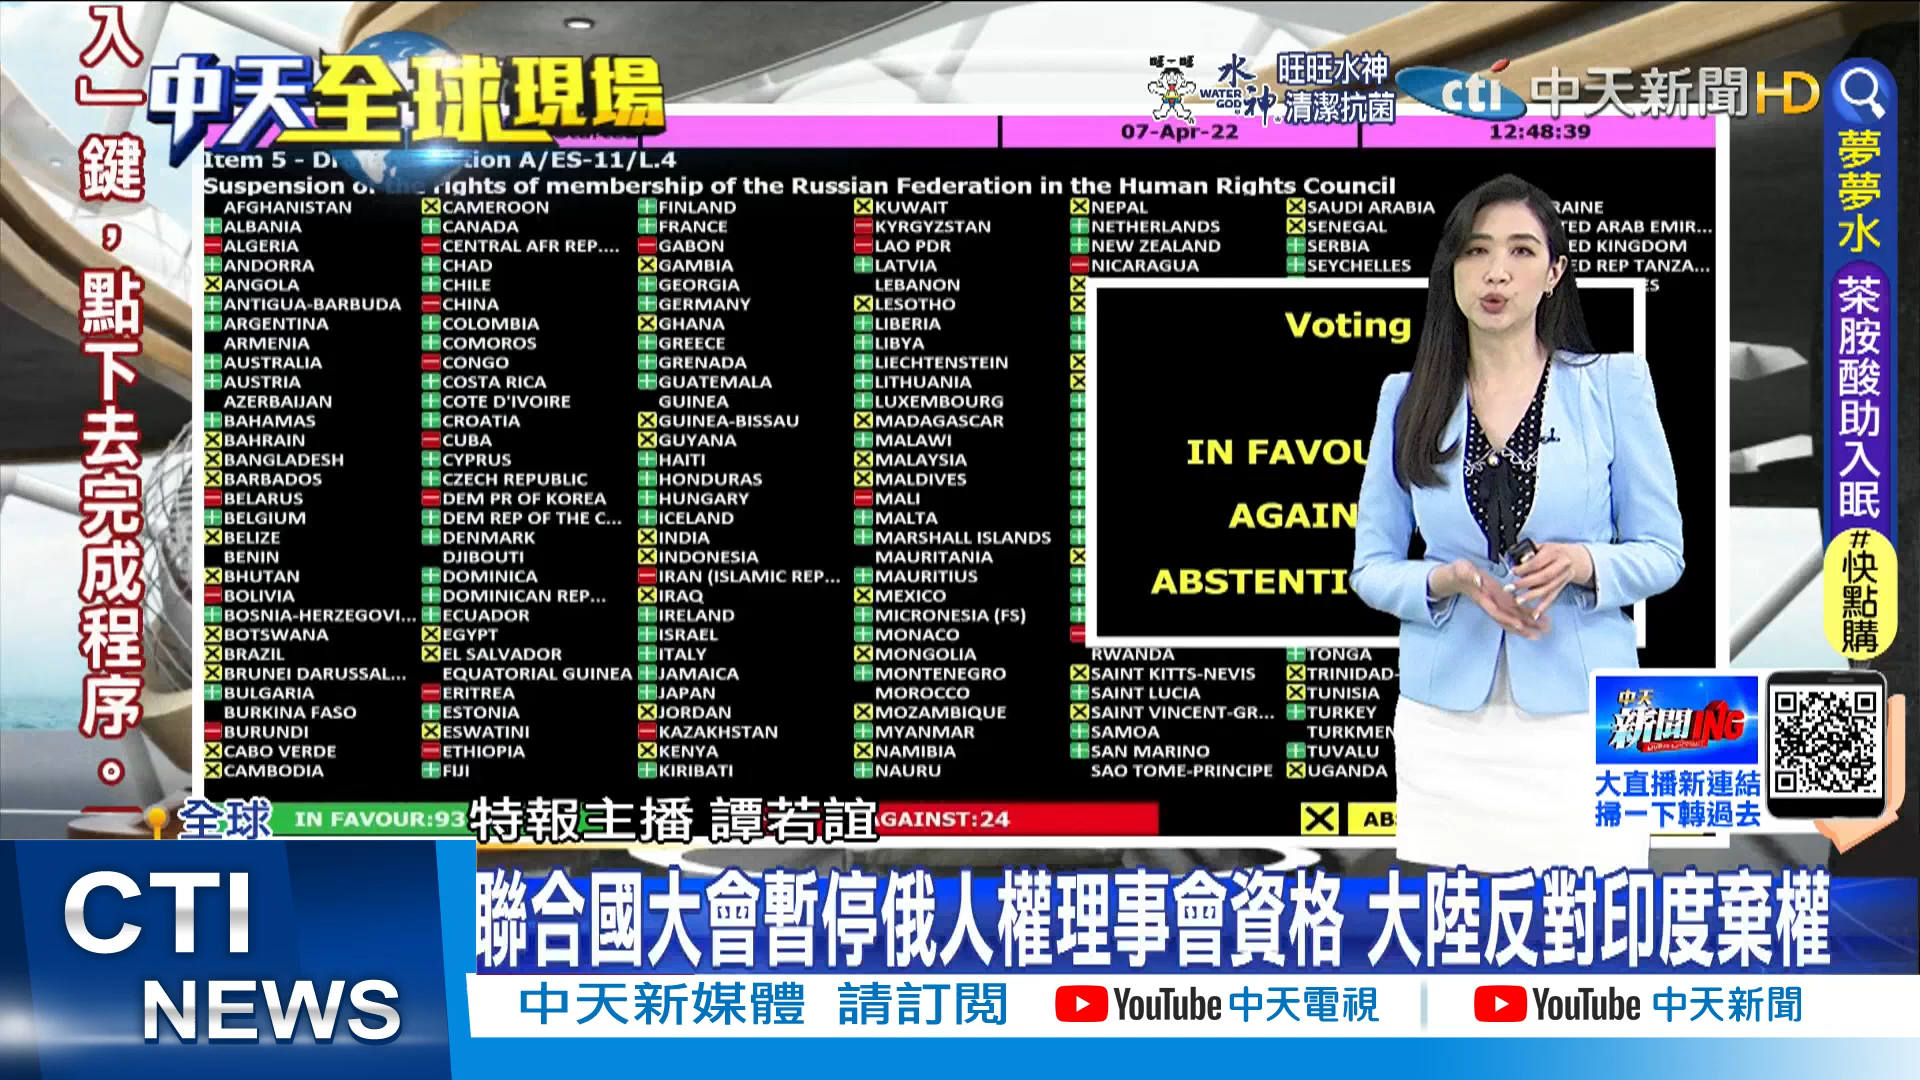 入」鍵，點下去完成程序。
中天全球現場
旺旺
水神
WATER GOD
旺旺水神
清潔抗菌
cti 中天新聞HD
夢夢水
茶胺酸助入眠
#快點購
07-Apr-22
12:48:39
Item 5 - D
tion A/ES-11/L.4
Suspension of the rights of membership of the Russian Federation in the Human Rights Council
AFGHANISTAN
ALBANIA
ALGERIA
ANDORRA
ANGOLA
ANTIGUA-BARBUDA
ARGENTINA
ARMENIA
AUSTRALIA
AUSTRIA
AZERBAIJAN
BAHAMAS
BAHRAIN
BANGLADESH
BARBADOS
BELARUS
BELGIUM
BELIZE
BENIN
BHUTAN
BOLIVIA
BOSNIA-HERZEGOVI...
BOTSWANA
BRAZIL
BRUNEI DARUSSAL...
BULGARIA
BURKINA FASO
BURUNDI
CABO VERDE
CAMBODIA
CAMEROON
CANADA
CENTRAL AFR REP....
CHAD
CHILE
CHINA
COLOMBIA
COMOROS
CONGO
COSTA RICA
COTE D'IVOIRE
CROATIA
CUBA
CYPRUS
CZECH REPUBLIC
DEM PR OF KOREA
DEM REP OF THE C...
DENMARK
DJIBOUTI
DOMINICA
DOMINICAN REP...
ECUADOR
EGYPT
EL SALVADOR
EQUATORIAL GUINEA
ERITREA
ESTONIA
ESWATINI
ETHIOPIA
FIJI
FINLAND
FRANCE
GABON
GAMBIA
GEORGIA
GERMANY
GHANA
GREECE
GRENADA
GUATEMALA
GUINEA
GUINEA-BISSAU
GUYANA
HAITI
HONDURAS
HUNGARY
ICELAND
INDIA
INDONESIA
IRAN (ISLAMIC REP...
IRAQ
IRELAND
ISRAEL
ITALY
JAMAICA
JAPAN
JORDAN
KAZAKHSTAN
KENYA
KIRIBATI
KUWAIT
KYRGYZSTAN
LAO PDR
LATVIA
LEBANON
LESOTHO
LIBERIA
LIBYA
LIECHTENSTEIN
LITHUANIA
LUXEMBOURG
MADAGASCAR
MALAWI
MALAYSIA
MALDIVES
MALI
MALTA
MARSHALL ISLANDS
MAURITANIA
MAURITIUS
MEXICO
MICRONESIA (FS)
MONACO
MONGOLIA
MONTENEGRO
MOROCCO
MOZAMBIQUE
MYANMAR
NAMIBIA
NAURU
NEPAL
NETHERLANDS
NEW ZEALAND
NICARAGUA
RWANDA
SAINT KITTS-NEVIS
SAINT LUCIA
SAINT VINCENT-GR...
SAMOA
SAN MARINO
SAO TOME-PRINCIPE
SAUDI ARABIA
SENEGAL
SERBIA
SEYCHELLES
TONGA
TRINIDAD-
TUNISIA
TURKEY
TURKMEN
TUVALU
UGANDA
RAINE
TED ARAB EMIR...
ED KINGDOM
ED REP TANZA...
ES
Voting
IN FAVOU
AGAIN
ABSTENTI
中天
新聞ING
大直播新連結
掃一下轉過去
全球
IN FAVOUR:93
特報主播 譚若誼
AGAINST:24
AB
CTI
NEWS
聯合國大會暫停俄人權理事會資格 大陸反對印度棄權
中天新媒體 請訂閱 YouTube 中天電視 YouTube 中天新聞